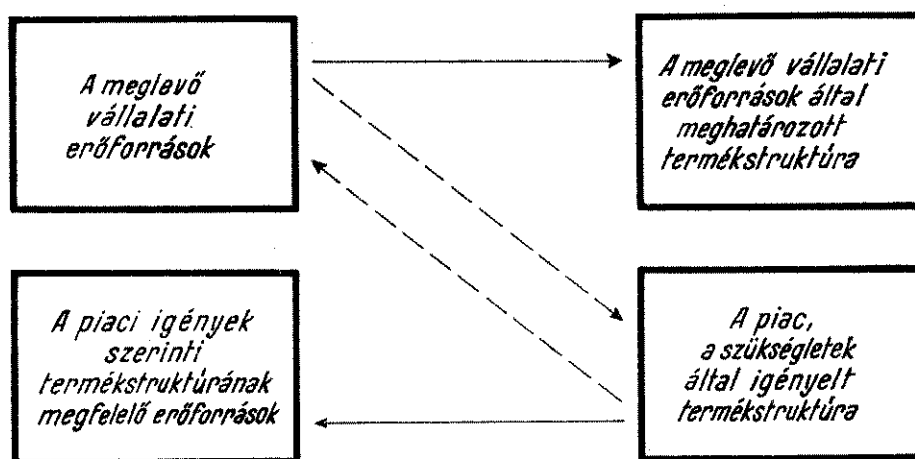 A meglevő
vállalati
erőforrások
A meglevő vállalati
erőforrások által
meghatározott
termékstruktúra
A piaci igények
szerinti
termékstruktúrának
megfelelő erőforrások
A piac,
a szükségletek
által igényelt
termékstruktúra